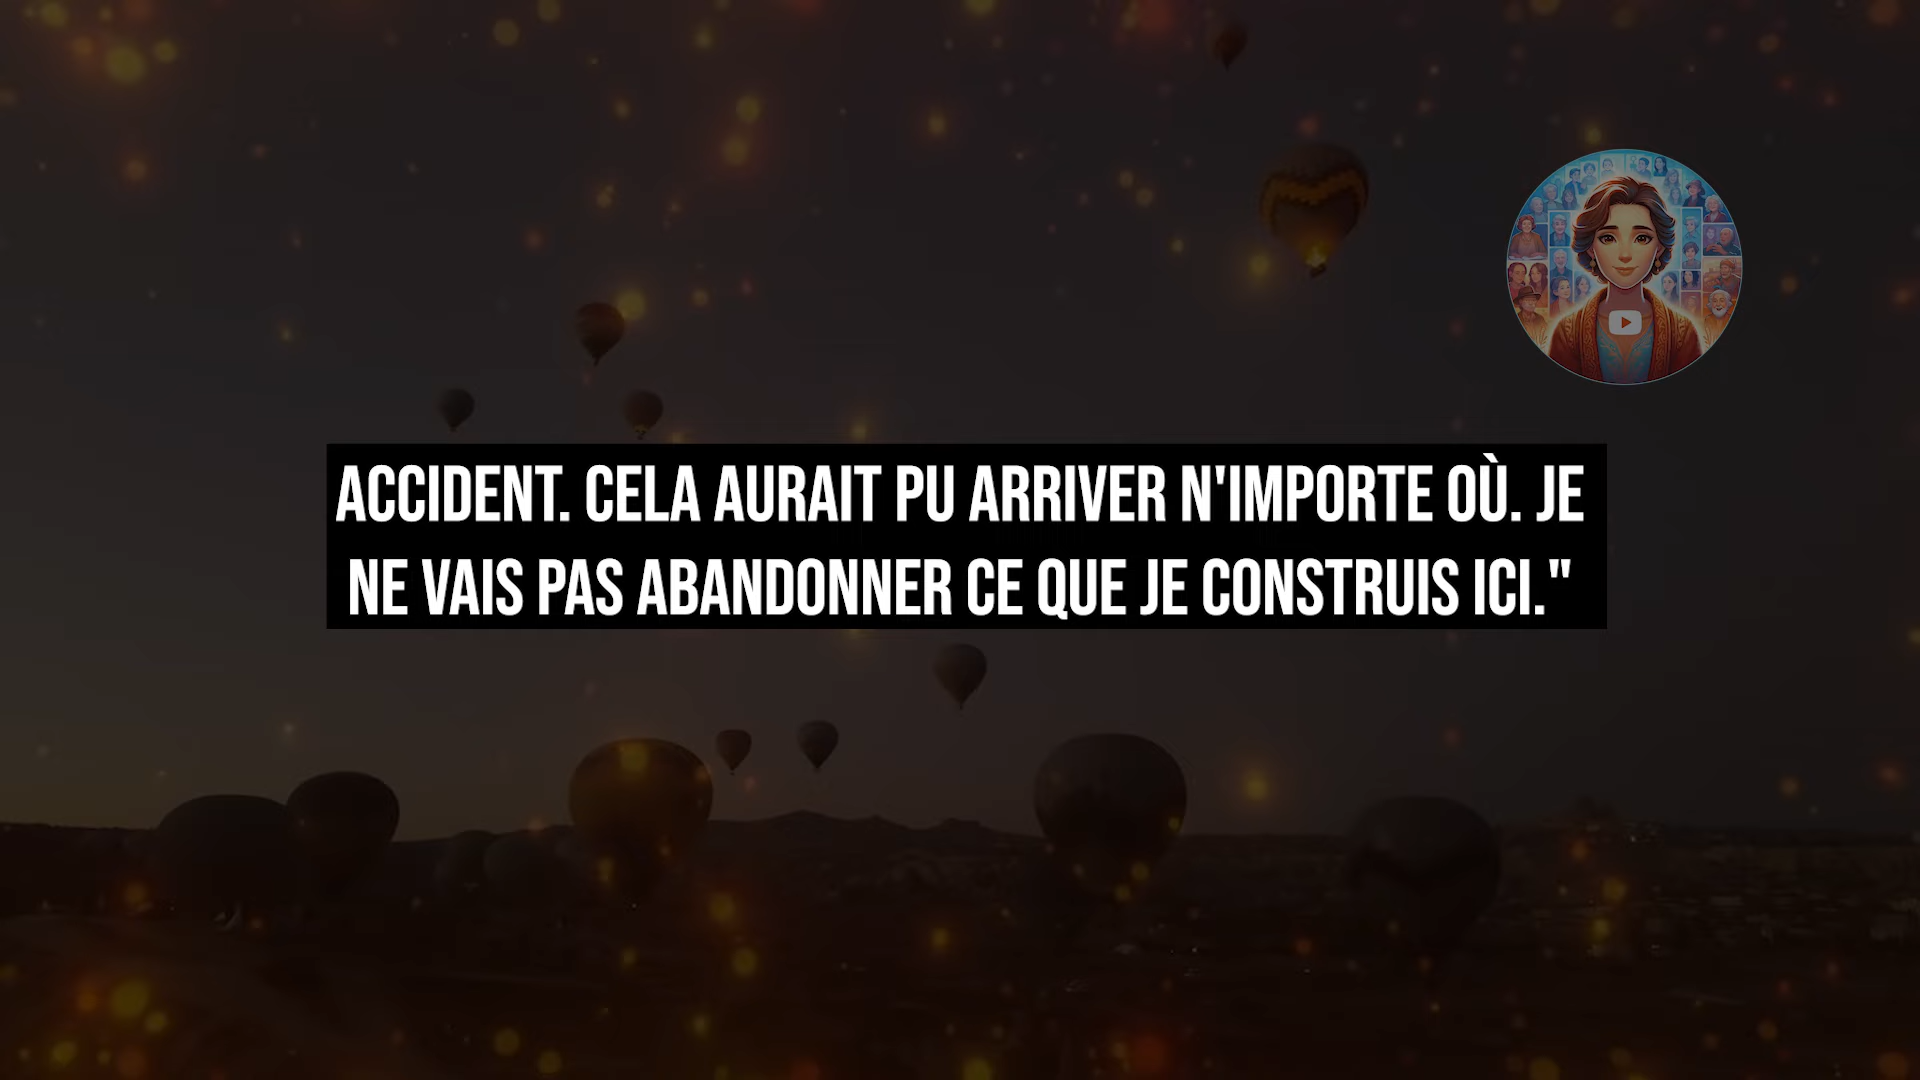 ACCIDENT. CELA AURAIT PU ARRIVER N'IMPORTE OÙ. JE
NE VAIS PAS ABANDONNER CE QUE JE CONSTRUIS ICI."